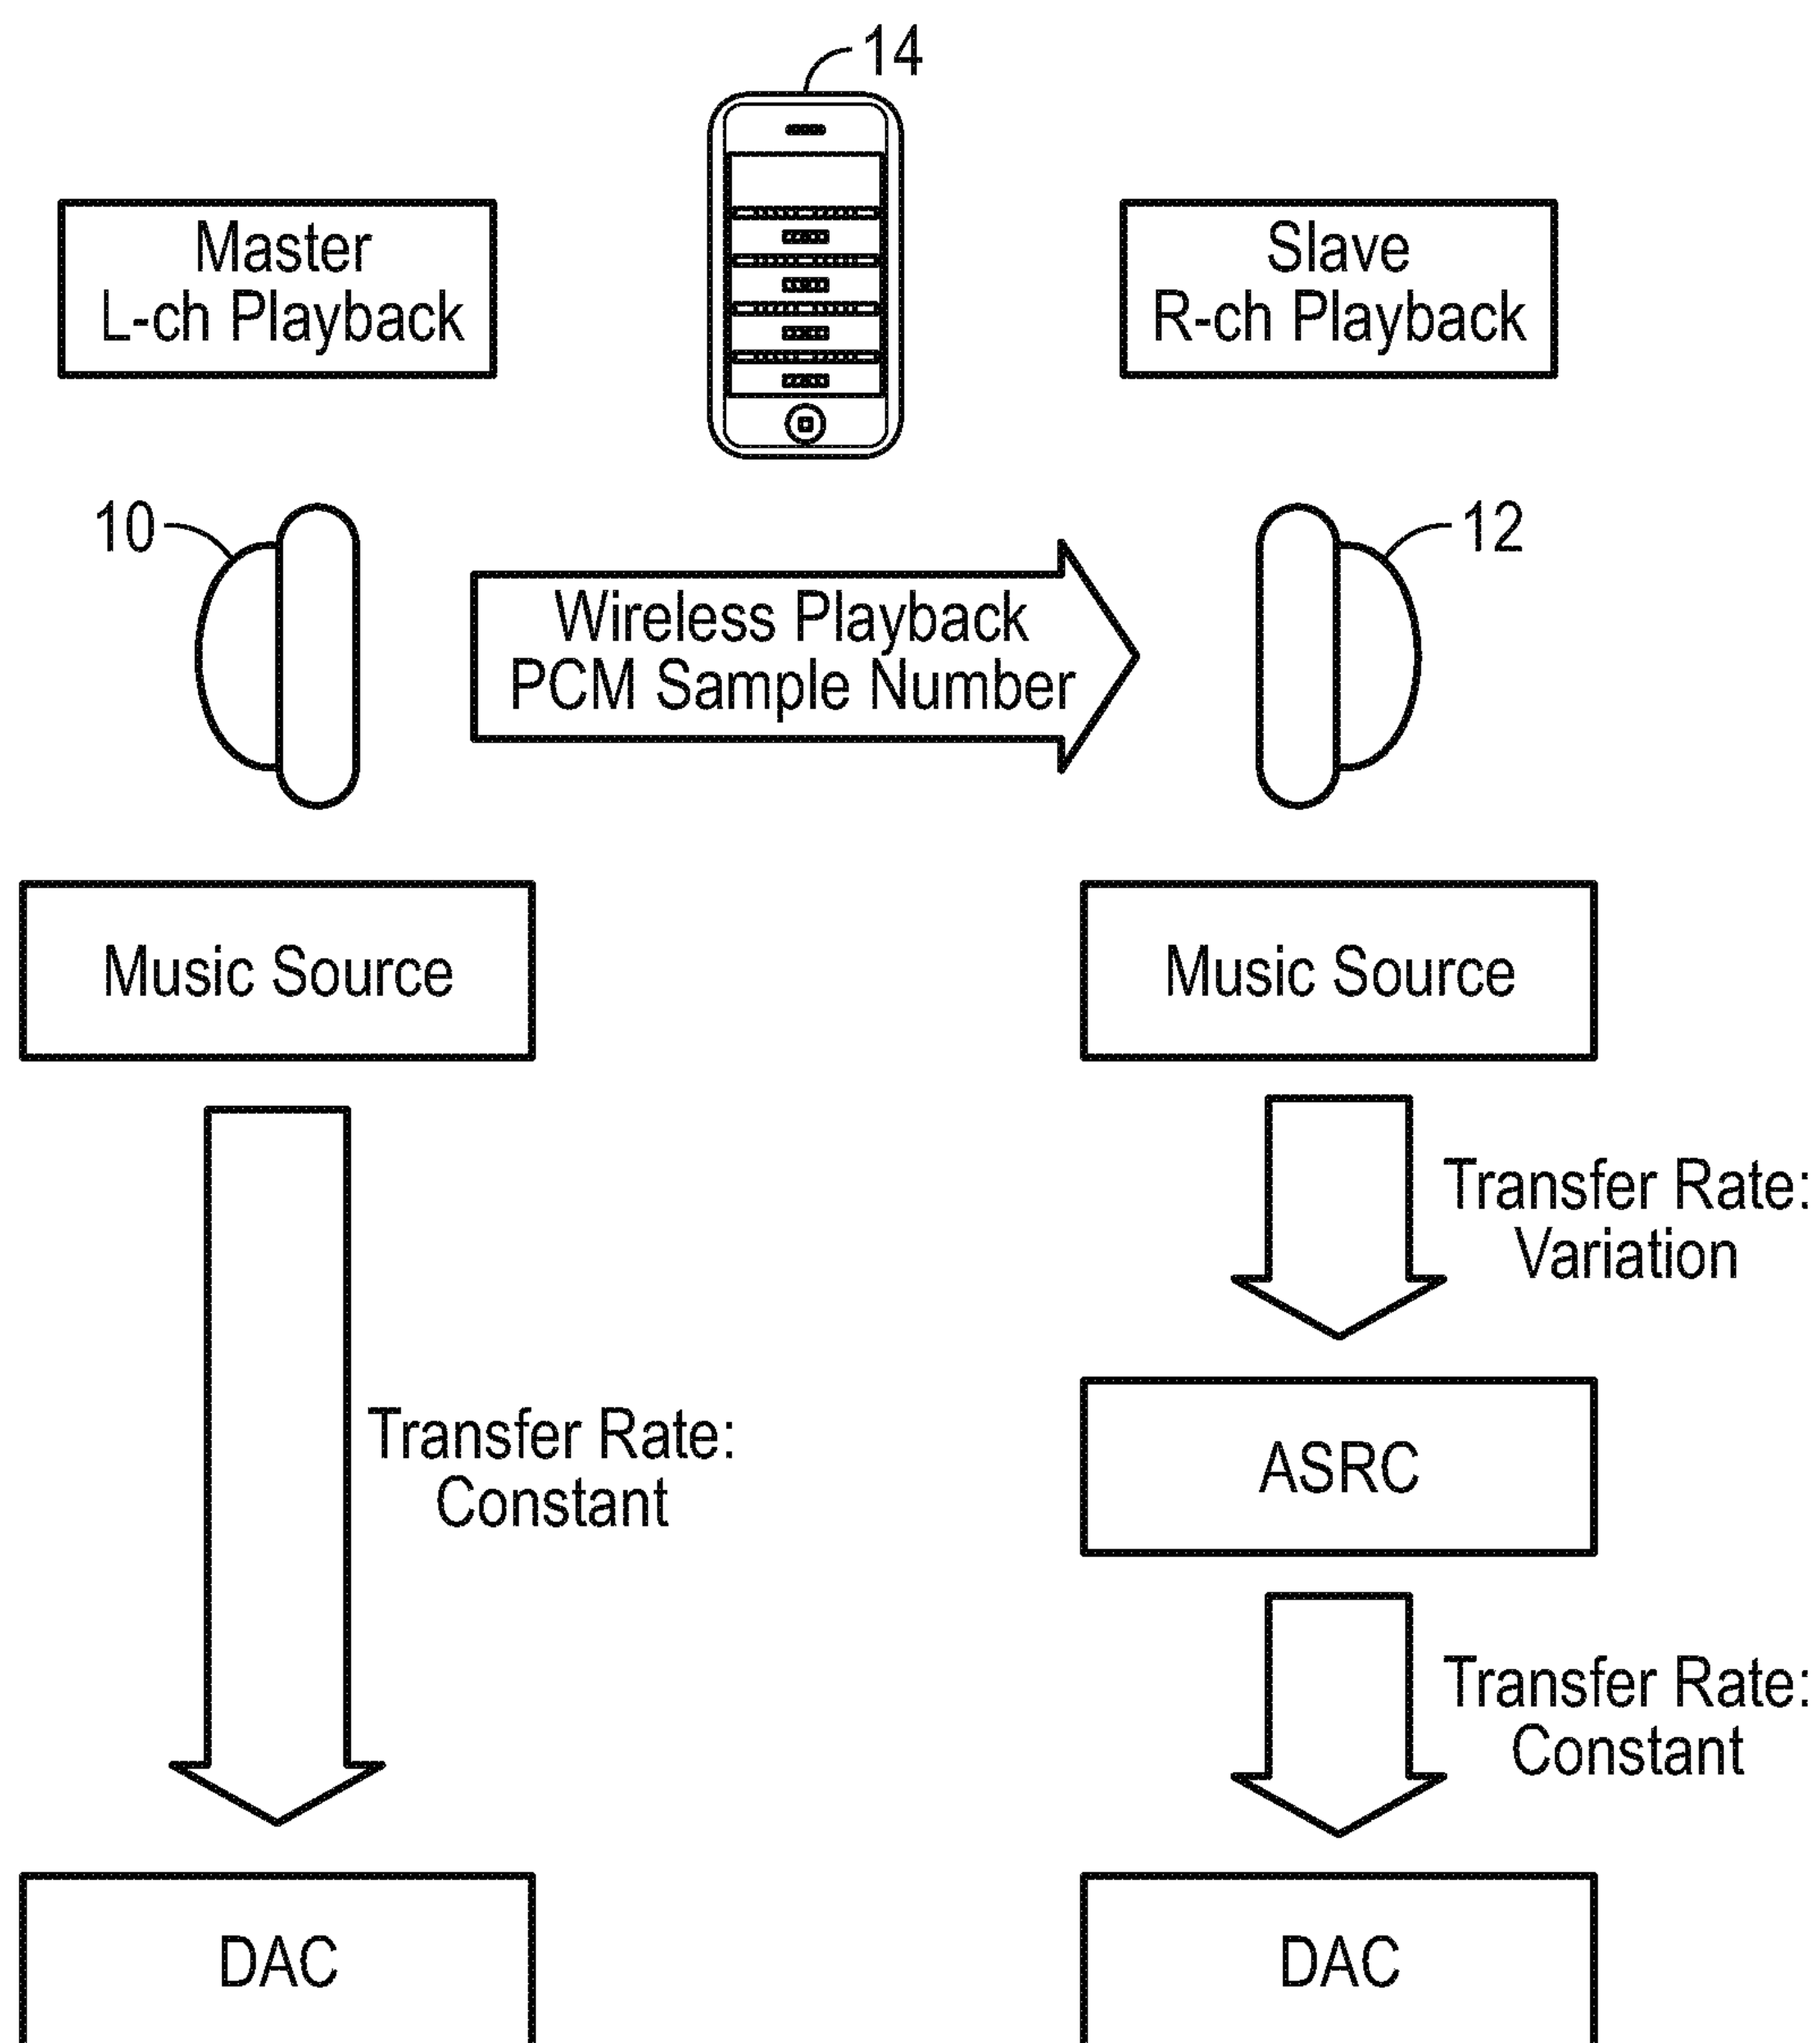 14
Master
L-ch Playback
Slave
R-ch Playback
10
Wireless Playback
PCM Sample Number
12
Music Source
Music Source
Transfer Rate:
Variation
Transfer Rate:
Constant
ASRC
Transfer Rate:
Constant
DAC
DAC